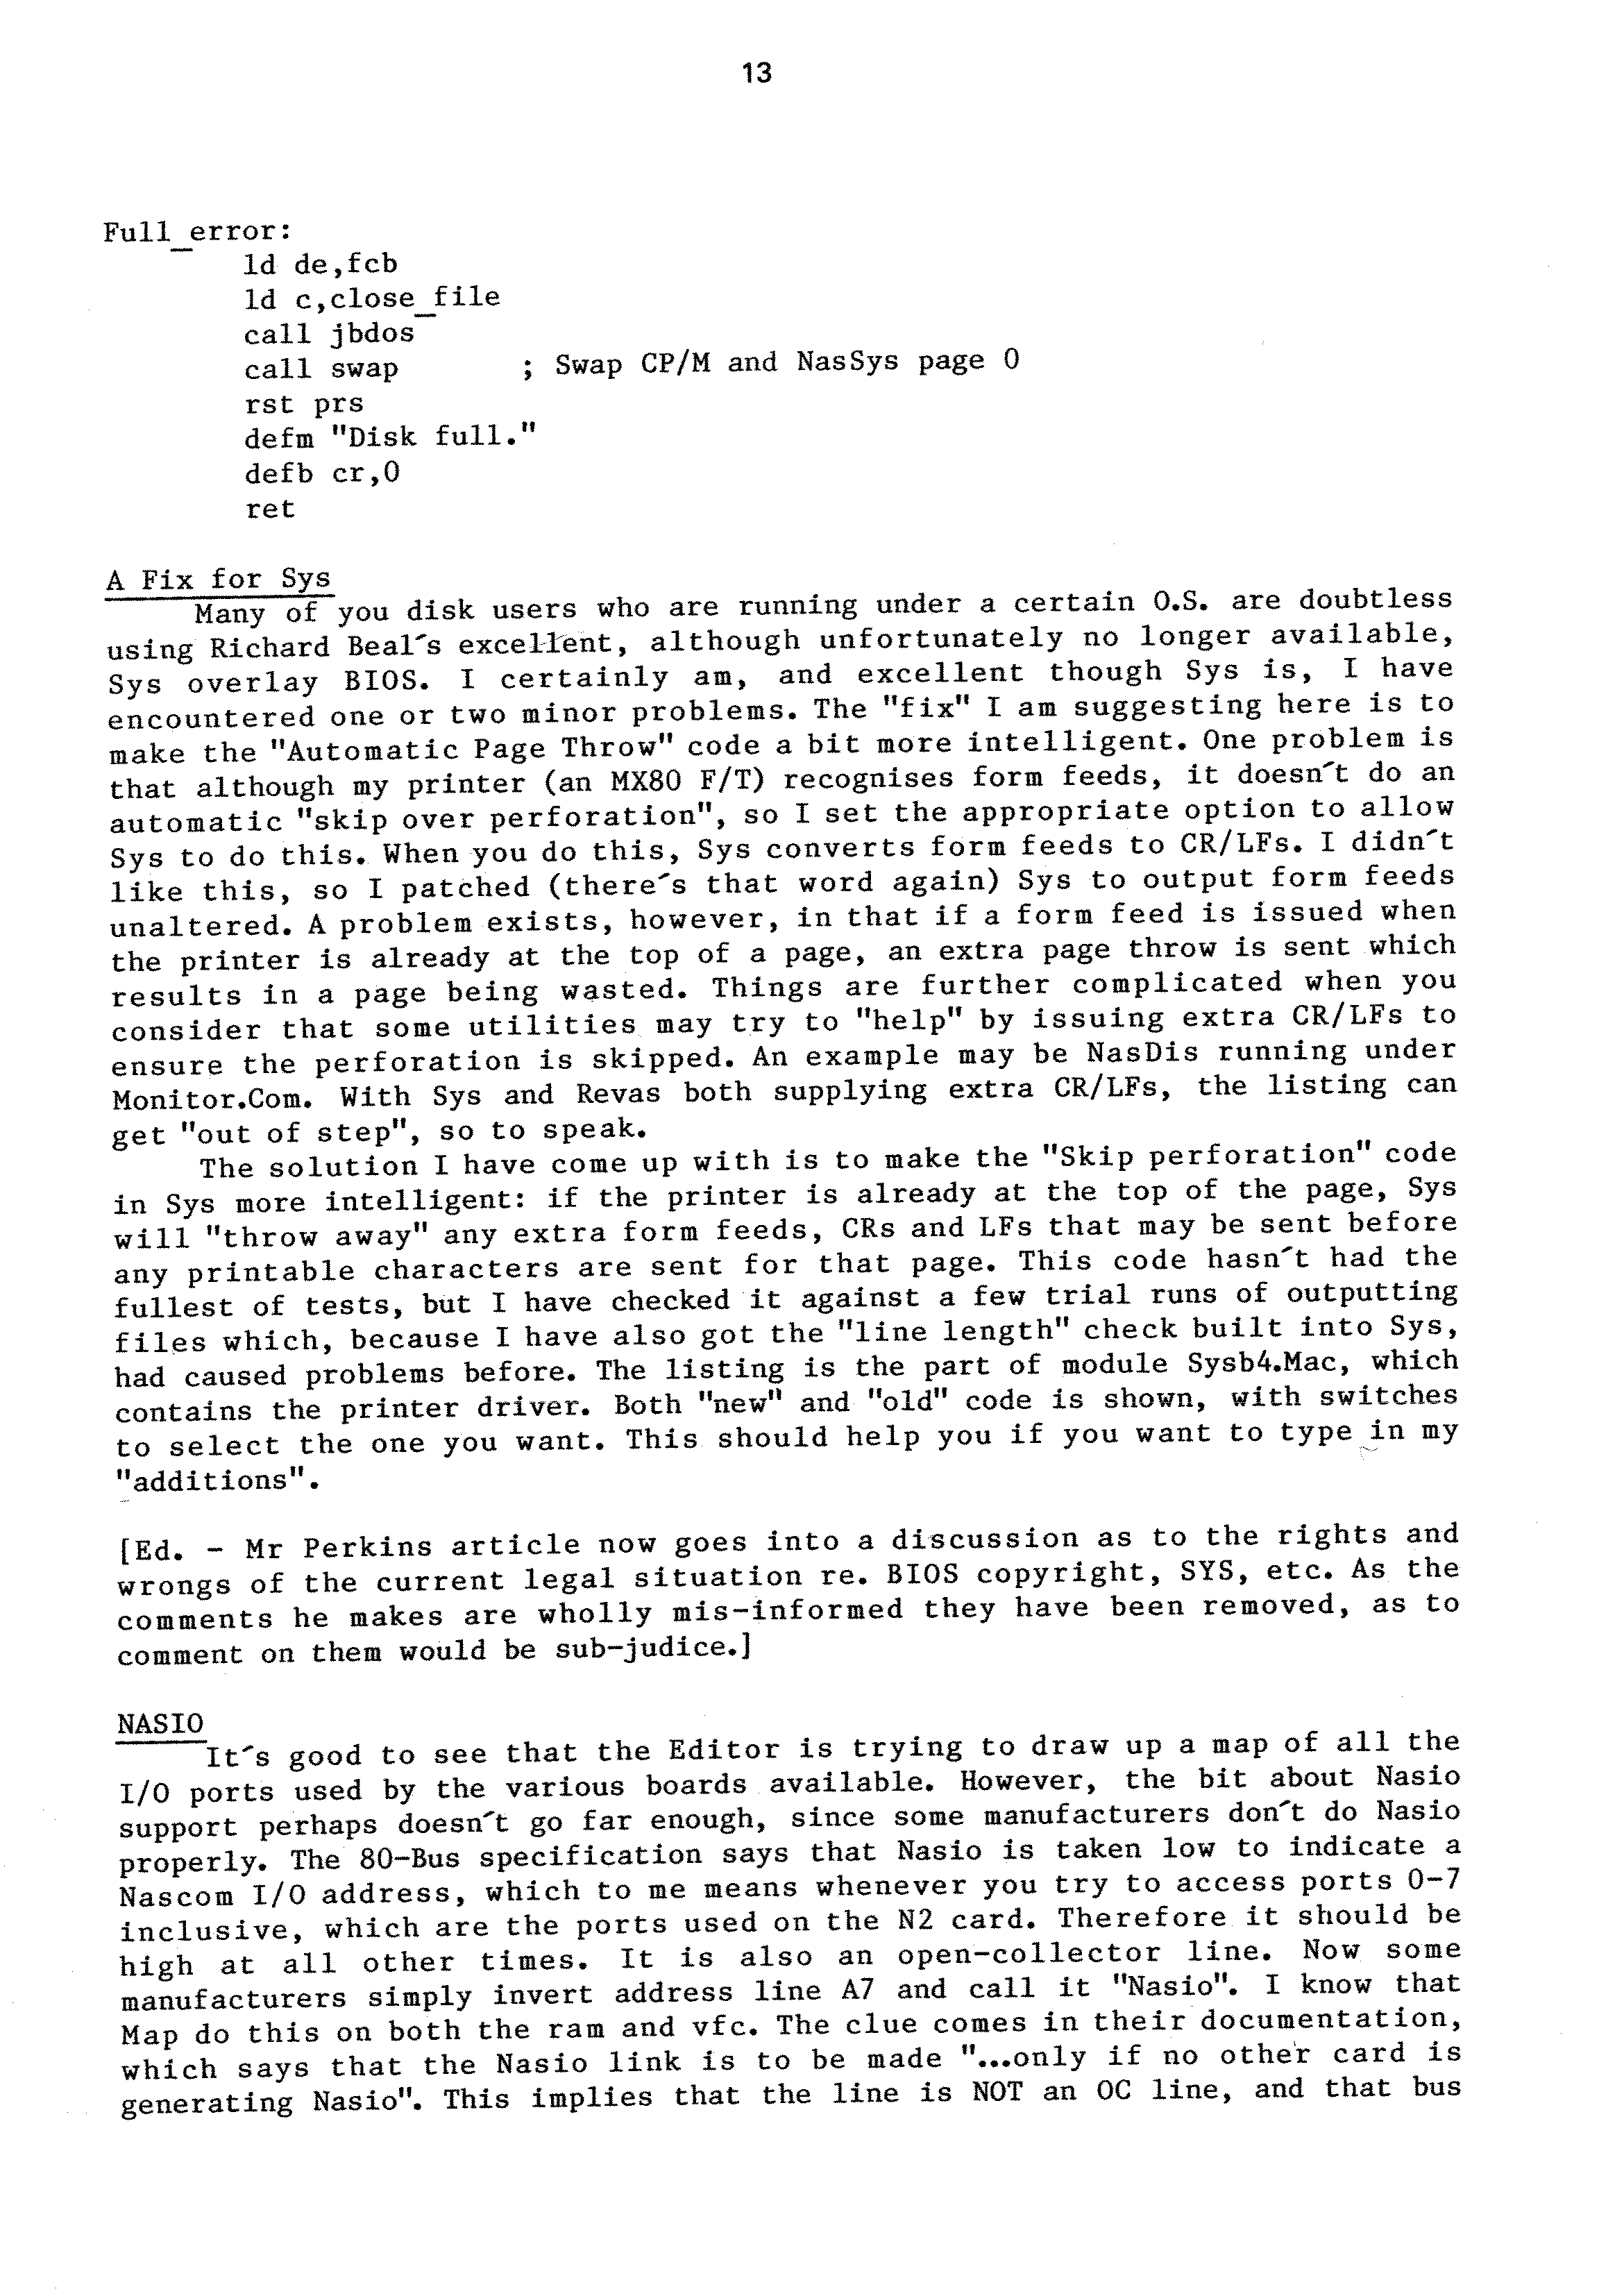 13
Full_error:
ld de,fcb
ld c,close_file
call jbdos
call swap ; Swap CP/M and NasSys page 0
rst prs
defm "Disk full."
defb cr,0
ret
A Fix for Sys
Many of you disk users who are running under a certain O.S. are doubtless
using Richard Beal's excellent, although unfortunately no longer available,
Sys overlay BIOS. I certainly am, and excellent though Sys is, I have
encountered one or two minor problems. The "fix" I am suggesting here is to
make the "Automatic Page Throw" code a bit more intelligent. One problem is
that although my printer (an MX80 F/T) recognises form feeds, it doesn't do an
automatic "skip over perforation", so I set the appropriate option to allow
Sys to do this. When you do this, Sys converts form feeds to CR/LFs. I didn't
like this, so I patched (there's that word again) Sys to output form feeds
unaltered. A problem exists, however, in that if a form feed is issued when
the printer is already at the top of a page, an extra page throw is sent which
results in a page being wasted. Things are further complicated when you
consider that some utilities may try to "help" by issuing extra CR/LFs to
ensure the perforation is skipped. An example may be NasDis running under
Monitor.Com. With Sys and Revas both supplying extra CR/LFs, the listing can
get "out of step", so to speak.
The solution I have come up with is to make the "Skip perforation" code
in Sys more intelligent: if the printer is already at the top of the page, Sys
will "throw away" any extra form feeds, CRs and LFs that may be sent before
any printable characters are sent for that page. This code hasn't had the
fullest of tests, but I have checked it against a few trial runs of outputting
files which, because I have also got the "line length" check built into Sys,
had caused problems before. The listing is the part of module Sysb4.Mac, which
contains the printer driver. Both "new" and "old" code is shown, with switches
to select the one you want. This should help you if you want to type in my
"additions".
[Ed. - Mr Perkins article now goes into a discussion as to the rights and
wrongs of the current legal situation re. BIOS copyright, SYS, etc. As the
comments he makes are wholly mis-informed they have been removed, as to
comment on them would be sub-judice.]
NASIO
It's good to see that the Editor is trying to draw up a map of all the
I/O ports used by the various boards available. However, the bit about Nasio
support perhaps doesn't go far enough, since some manufacturers don't do Nasio
properly. The 80-Bus specification says that Nasio is taken low to indicate a
Nascom I/O address, which to me means whenever you try to access ports 0-7
inclusive, which are the ports used on the N2 card. Therefore it should be
high at all other times. It is also an open-collector line. Now some
manufacturers simply invert address line A7 and call it "Nasio". I know that
Map do this on both the ram and vfc. The clue comes in their documentation,
which says that the Nasio link is to be made "...only if no other card is
generating Nasio". This implies that the line is NOT an OC line, and that bus